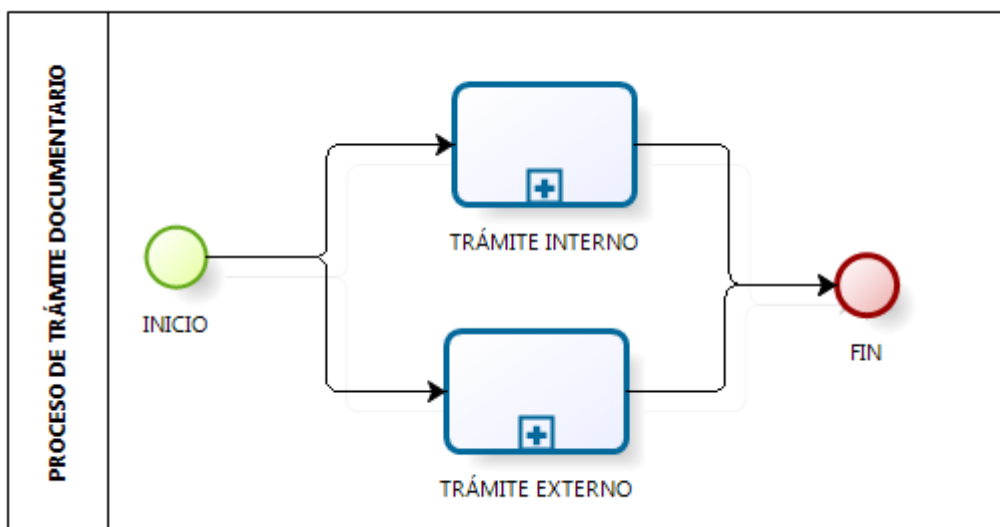 PROCESO DE TRÁMITE DOCUMENTARIO
INICIO
TRÁMITE INTERNO
TRÁMITE EXTERNO
FIN